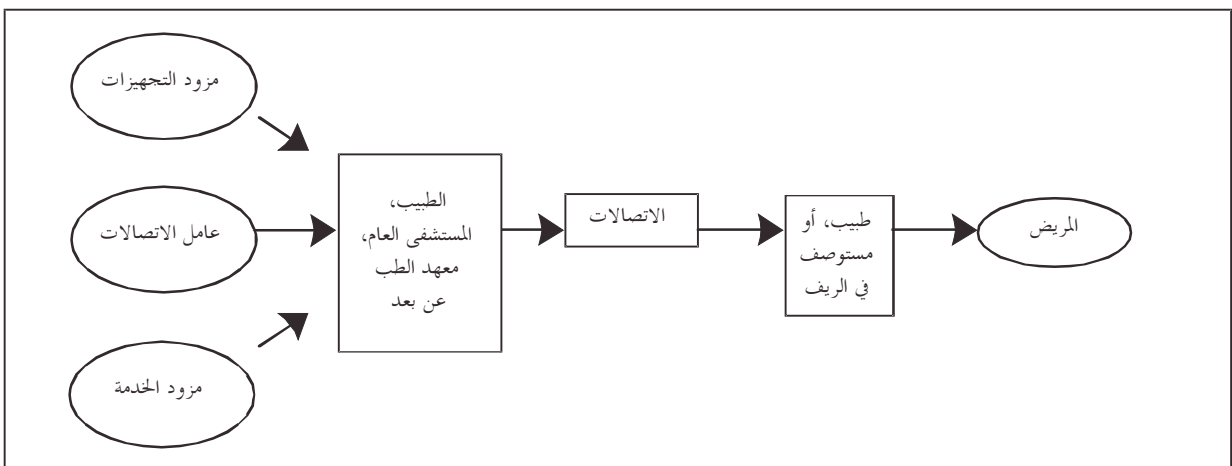 مزود التجهيزات
عامل الاتصالات
مزود الخدمة
الطبيب،
المستشفى العام،
معهد الطب
عن بعد
الاتصالات
طبيب، أو
مستوصف
في الريف
المريض